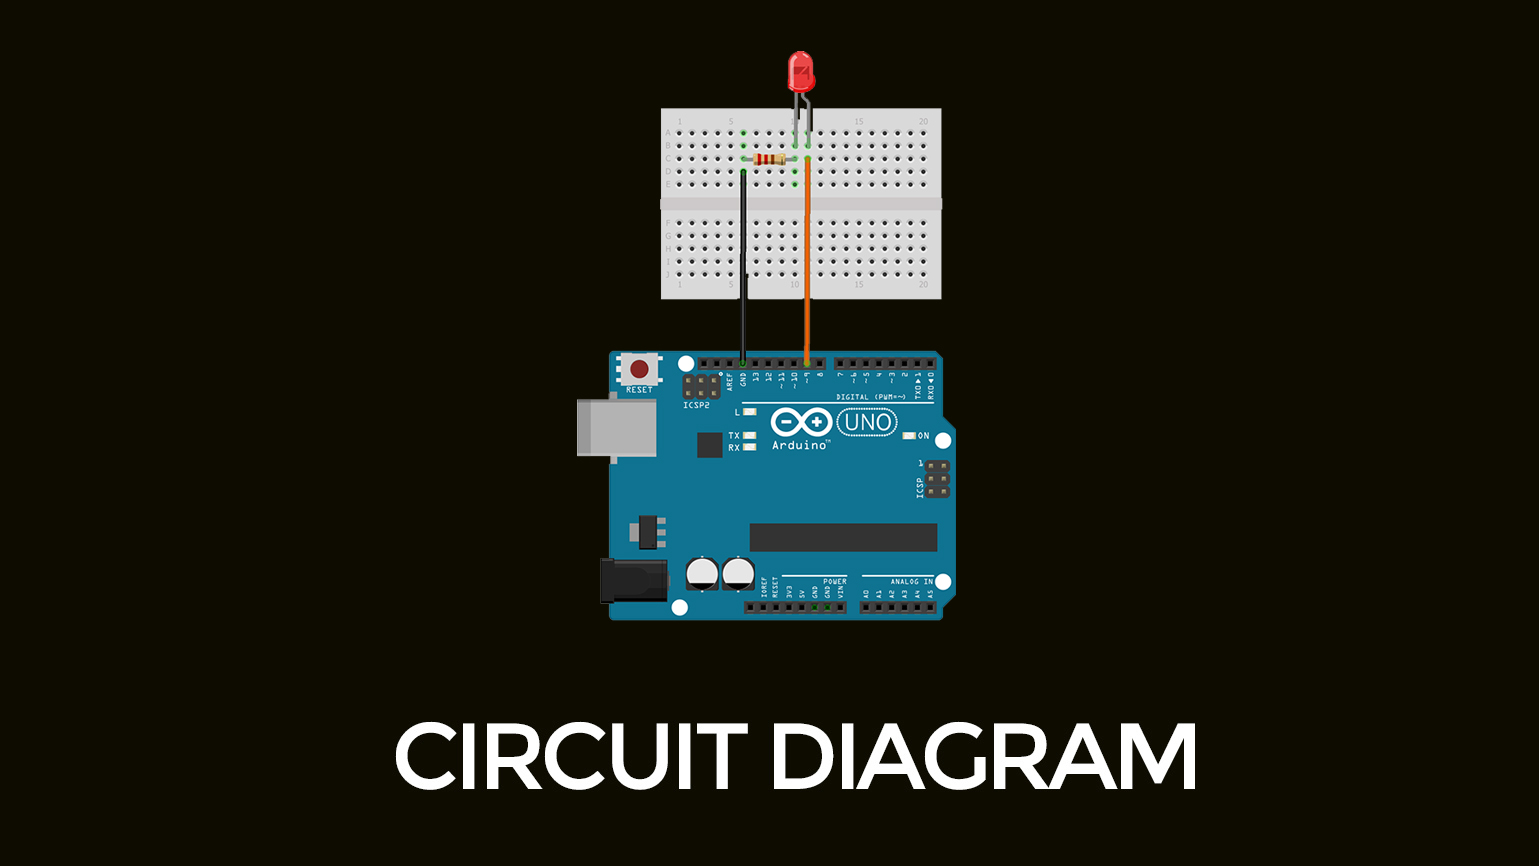 1 5 10 15 20
A
B
C
D
E
F
G
H
I
J
1 5 10 15 20
RESET
ICSP2
AREF
GND
13
12
~11
~10
~9
8
7
~6
~5
4
~3
2
TX0▶1
RX0◀0
DIGITAL (PWM=~)
L
TX
RX
UNO
Arduino™
ON
1
ICSP
IOREF
RESET
3V3
5V
GND
GND
VIN
POWER
ANALOG IN
A0
A1
A2
A3
A4
A5
CIRCUIT DIAGRAM